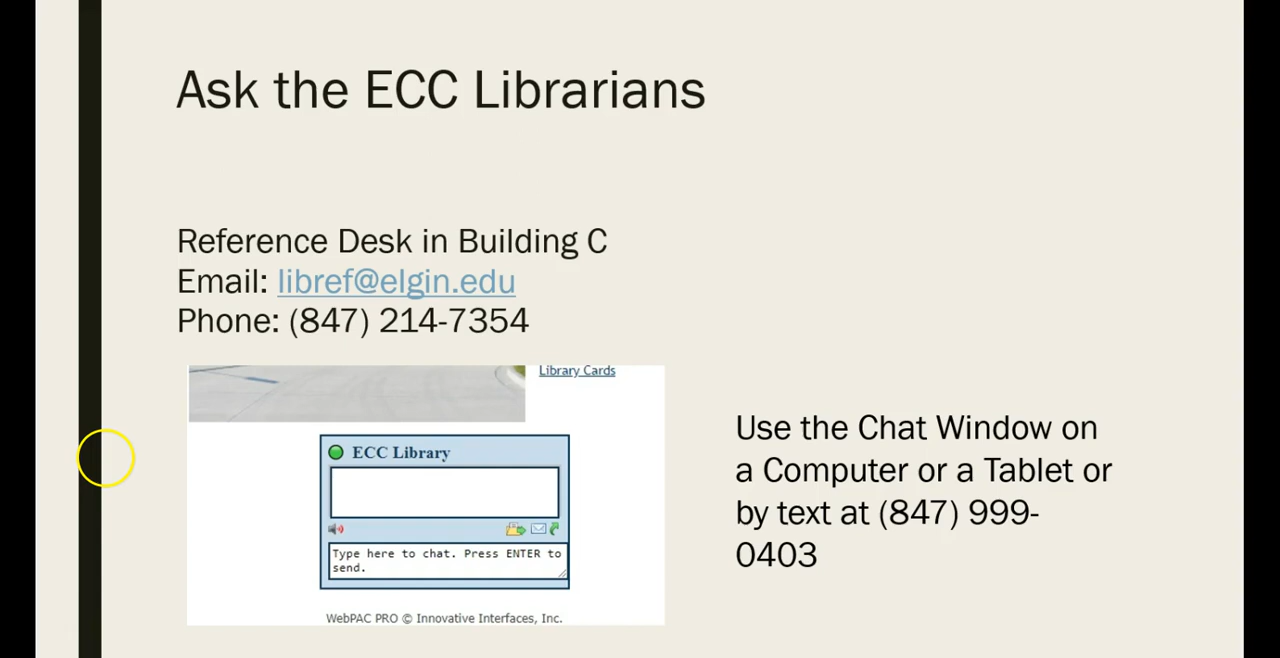 Ask the ECC Librarians
Reference Desk in Building C
Email: libref@elgin.edu
Phone: (847) 214-7354
Library Cards
ECC Library
Type here to chat. Press ENTER to
send.
WebPAC PRO © Innovative Interfaces, Inc.
Use the Chat Window on
a Computer or a Tablet or
by text at (847) 999-
0403